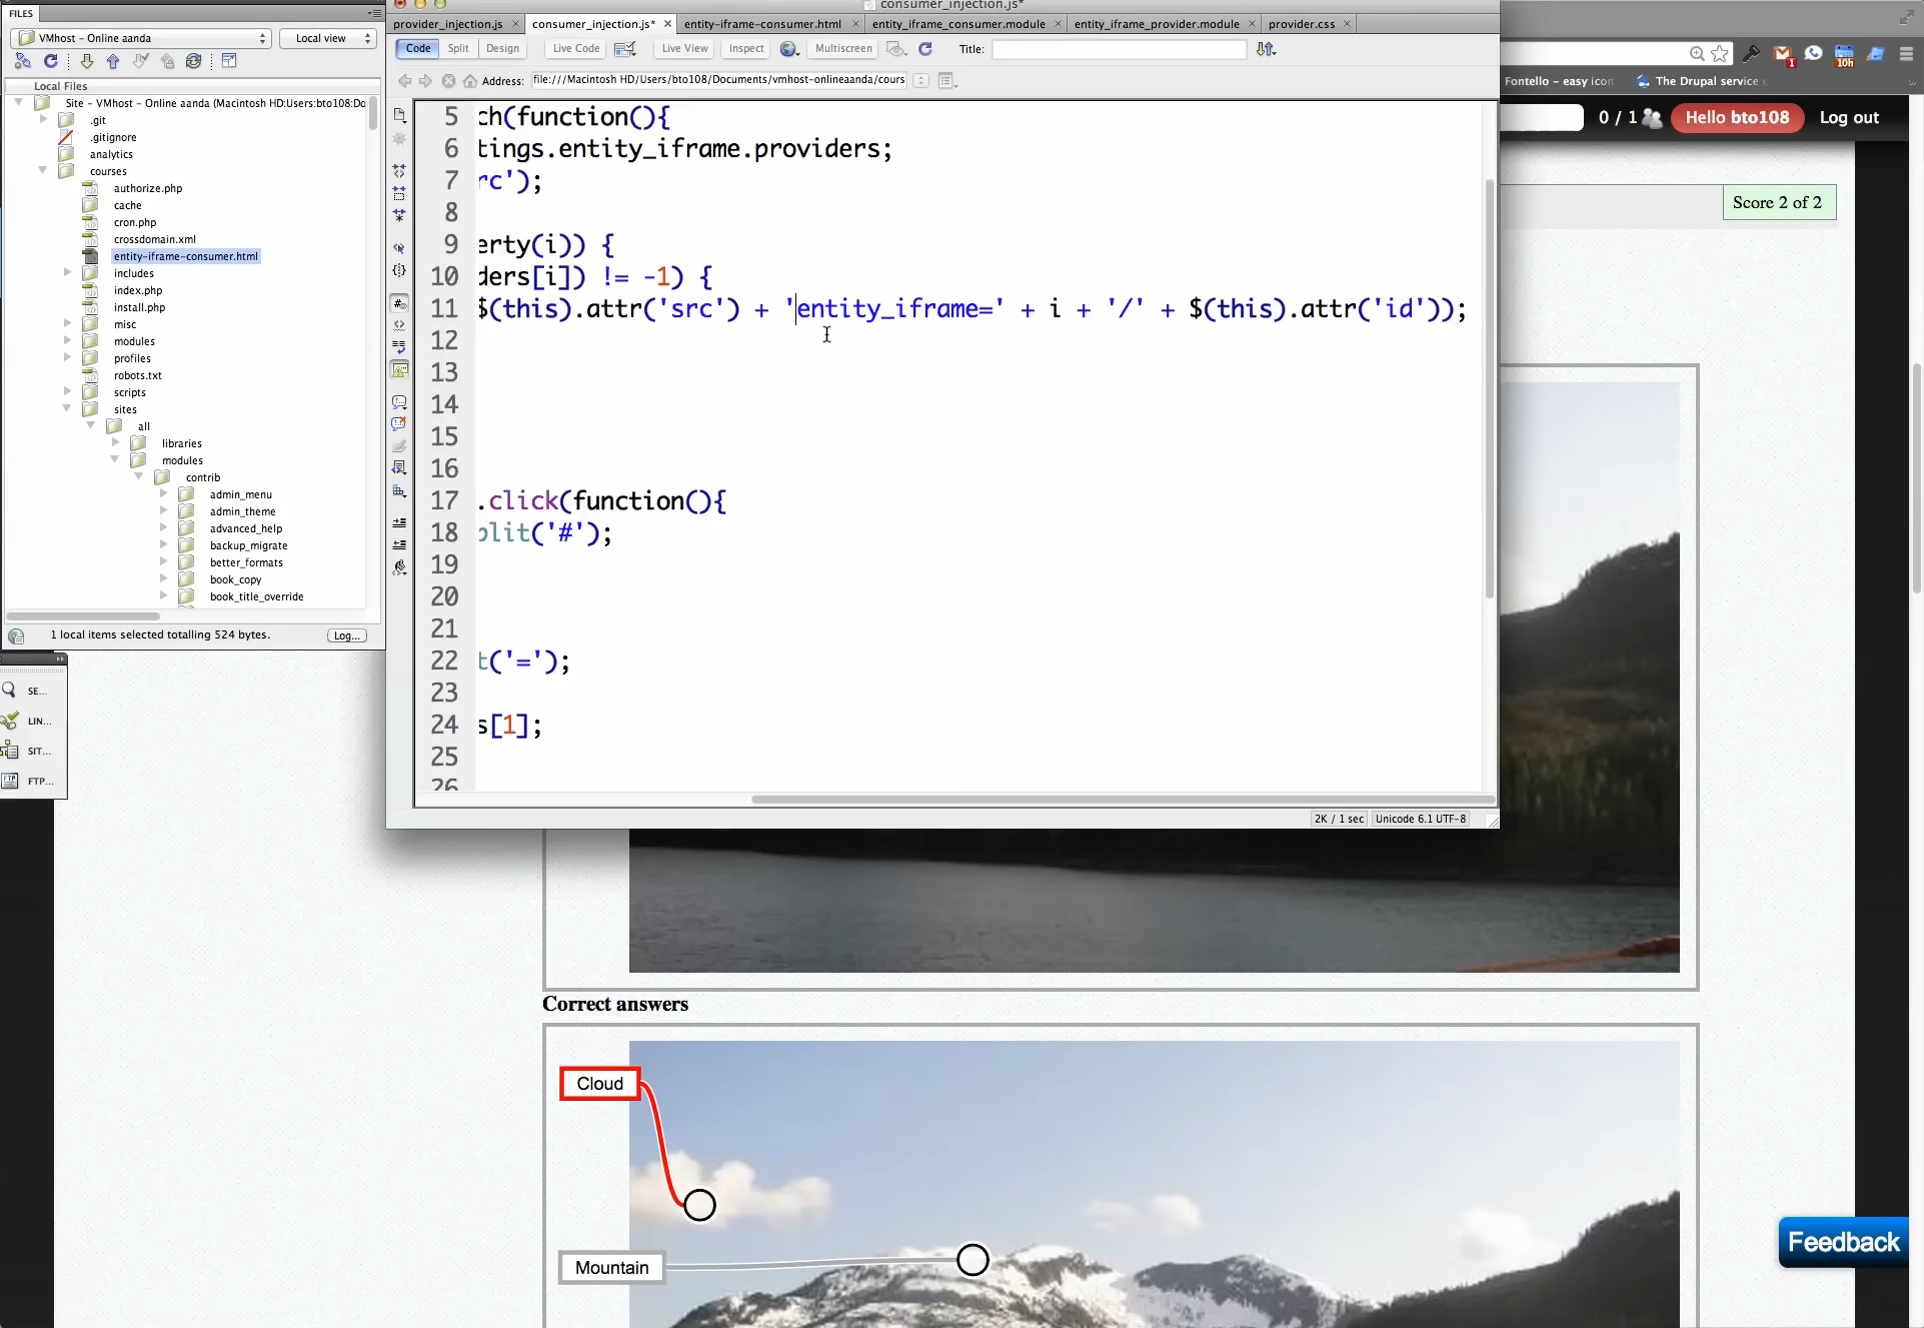 FILES
VMhost - Online aanda
Local view
Local Files
Site - VMhost - Online aanda (Macintosh HD:Users:bto108:Do
.git
.gitignore
analytics
courses
authorize.php
cache
cron.php
crossdomain.xml
entity-iframe-consumer.html
includes
index.php
install.php
misc
modules
profiles
robots.txt
scripts
sites
all
libraries
modules
contrib
admin_menu
admin_theme
advanced_help
backup_migrate
better_formats
book_copy
book_title_override
1 local items selected totalling 524 bytes.
Log...
SE...
LIN...
SIT...
FTP...
consumer_injection.js*
provider_injection.js
consumer_injection.js*
entity-iframe-consumer.html
entity_iframe_consumer.module
entity_iframe_provider.module
provider.css
Code Split Design Live Code Live View Inspect Multiscreen Title:
Address: file:///Macintosh HD/Users/bto108/Documents/vmhost-onlineaanda/cours
5 ch(function(){
6 tings.entity_iframe.providers;
7 rc');
8
9 erty(i)) {
10 ders[i]) != -1) {
11 $(this).attr('src') + 'entity_iframe=' + i + '/' + $(this).attr('id'));
12
13
14
15
16
17 .click(function(){
18 plit('#');
19
20
21
22 t('=');
23
24 s[1];
25
26
2K / 1 sec
Unicode 6.1 UTF-8
1
10h
Fontello - easy icon
The Drupal service
0 / 1
Hello bto108
Log out
Score 2 of 2
Correct answers
Cloud
Mountain
Feedback